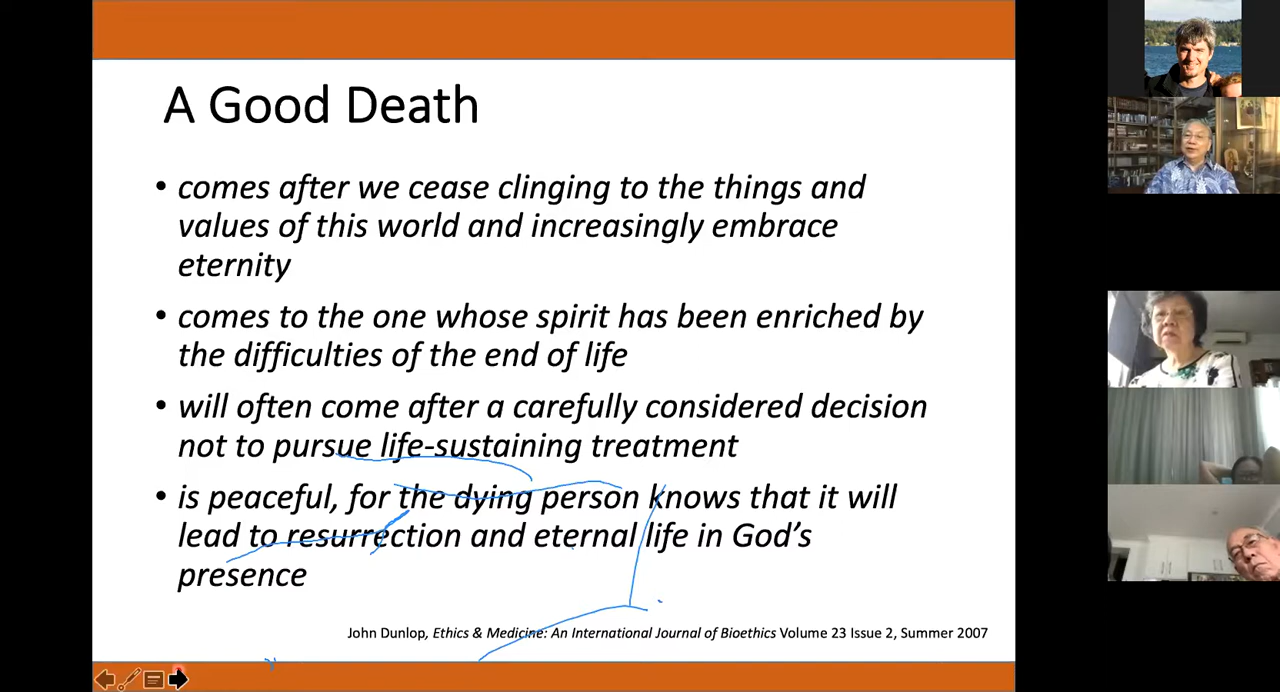 A Good Death
• comes after we cease clinging to the things and
values of this world and increasingly embrace
eternity
• comes to the one whose spirit has been enriched by
the difficulties of the end of life
• will often come after a carefully considered decision
not to pursue life-sustaining treatment
• is peaceful, for the dying person knows that it will
lead to resurrection and eternal life in God’s
presence
John Dunlop, Ethics & Medicine: An International Journal of Bioethics Volume 23 Issue 2, Summer 2007